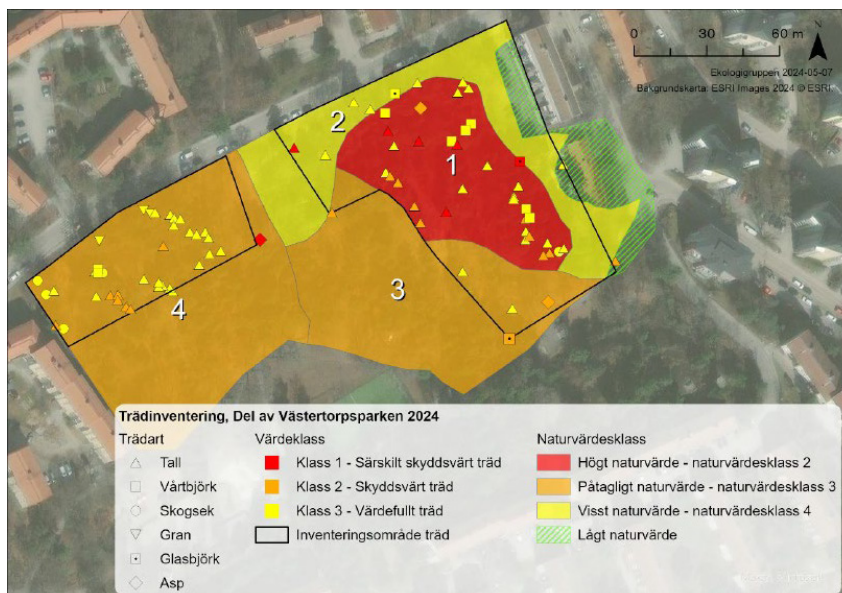 N
0 30 60 m
Ekologigruppen 2024-05-07
Bakgrundskarta: ESRI Images 2024 © ESRI.
2
1
3
4
Trädinventering, Del av Västertorpsparken 2024
Trädart Värdeklass Naturvärdesklass
Tall Klass 1 - Särskilt skyddsvärt träd Högt naturvärde - naturvärdesklass 2
Vårtbjörk Klass 2 - Skyddsvärt träd Påtagligt naturvärde - naturvärdesklass 3
Skogsek Klass 3 - Värdefullt träd Visst naturvärde - naturvärdesklass 4
Gran Inventeringsområde träd Lågt naturvärde
Glasbjörk
Asp